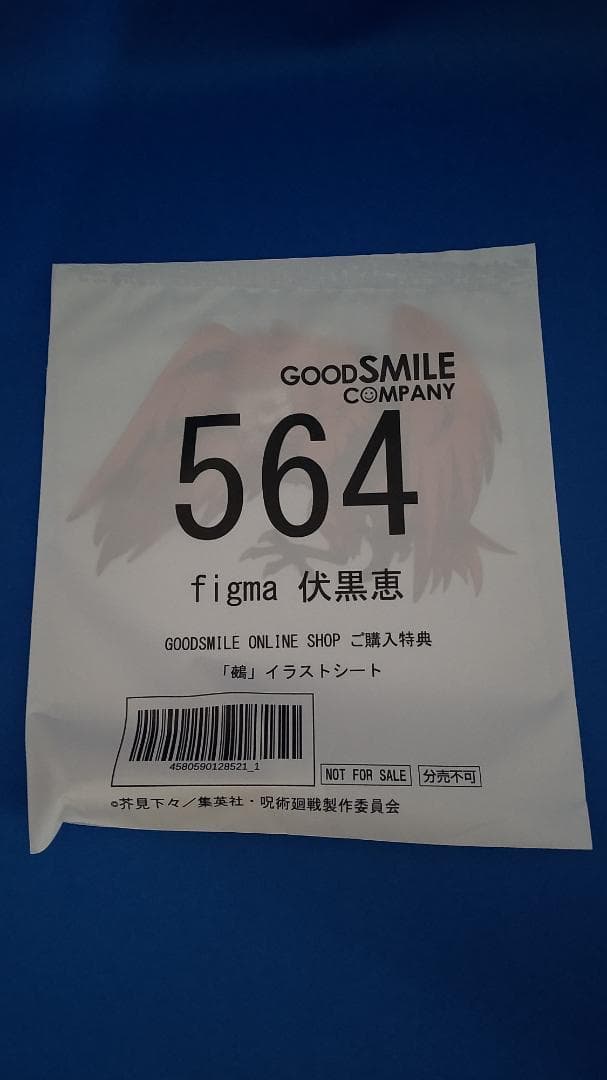 GOODSMILE
COMPANY
564
figma 伏黒恵
GOODSMILE ONLINE SHOP ご購入特典
「鵺」イラストシート
4580590128521_1
NOT FOR SALE 分売不可
©芥見下々／集英社・呪術廻戦製作委員会